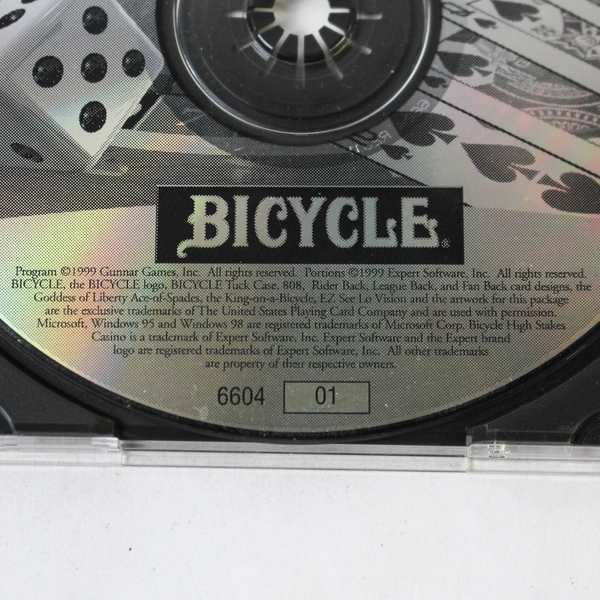 BICYCLE®
Program ©1999 Gunnar Games, Inc. All rights reserved. Portions ©1999 Expert Software, Inc. All rights reserved.
BICYCLE, the BICYCLE logo, BICYCLE Tuck Case, 808, Rider Back, League Back, and Fan Back card designs, the
Goddess of Liberty Ace-of-Spades, the King-on-a-Bicycle, EZ See Lo Vision and the artwork for this package
are the exclusive trademarks of The United States Playing Card Company and are used with permission.
Microsoft, Windows 95 and Windows 98 are registered trademarks of Microsoft Corp. Bicycle High Stakes
Casino is a trademark of Expert Software, Inc. Expert Software and the Expert brand
logo are registered trademarks of Expert Software, Inc. All other trademarks
are property of their respective owners.
6604 01